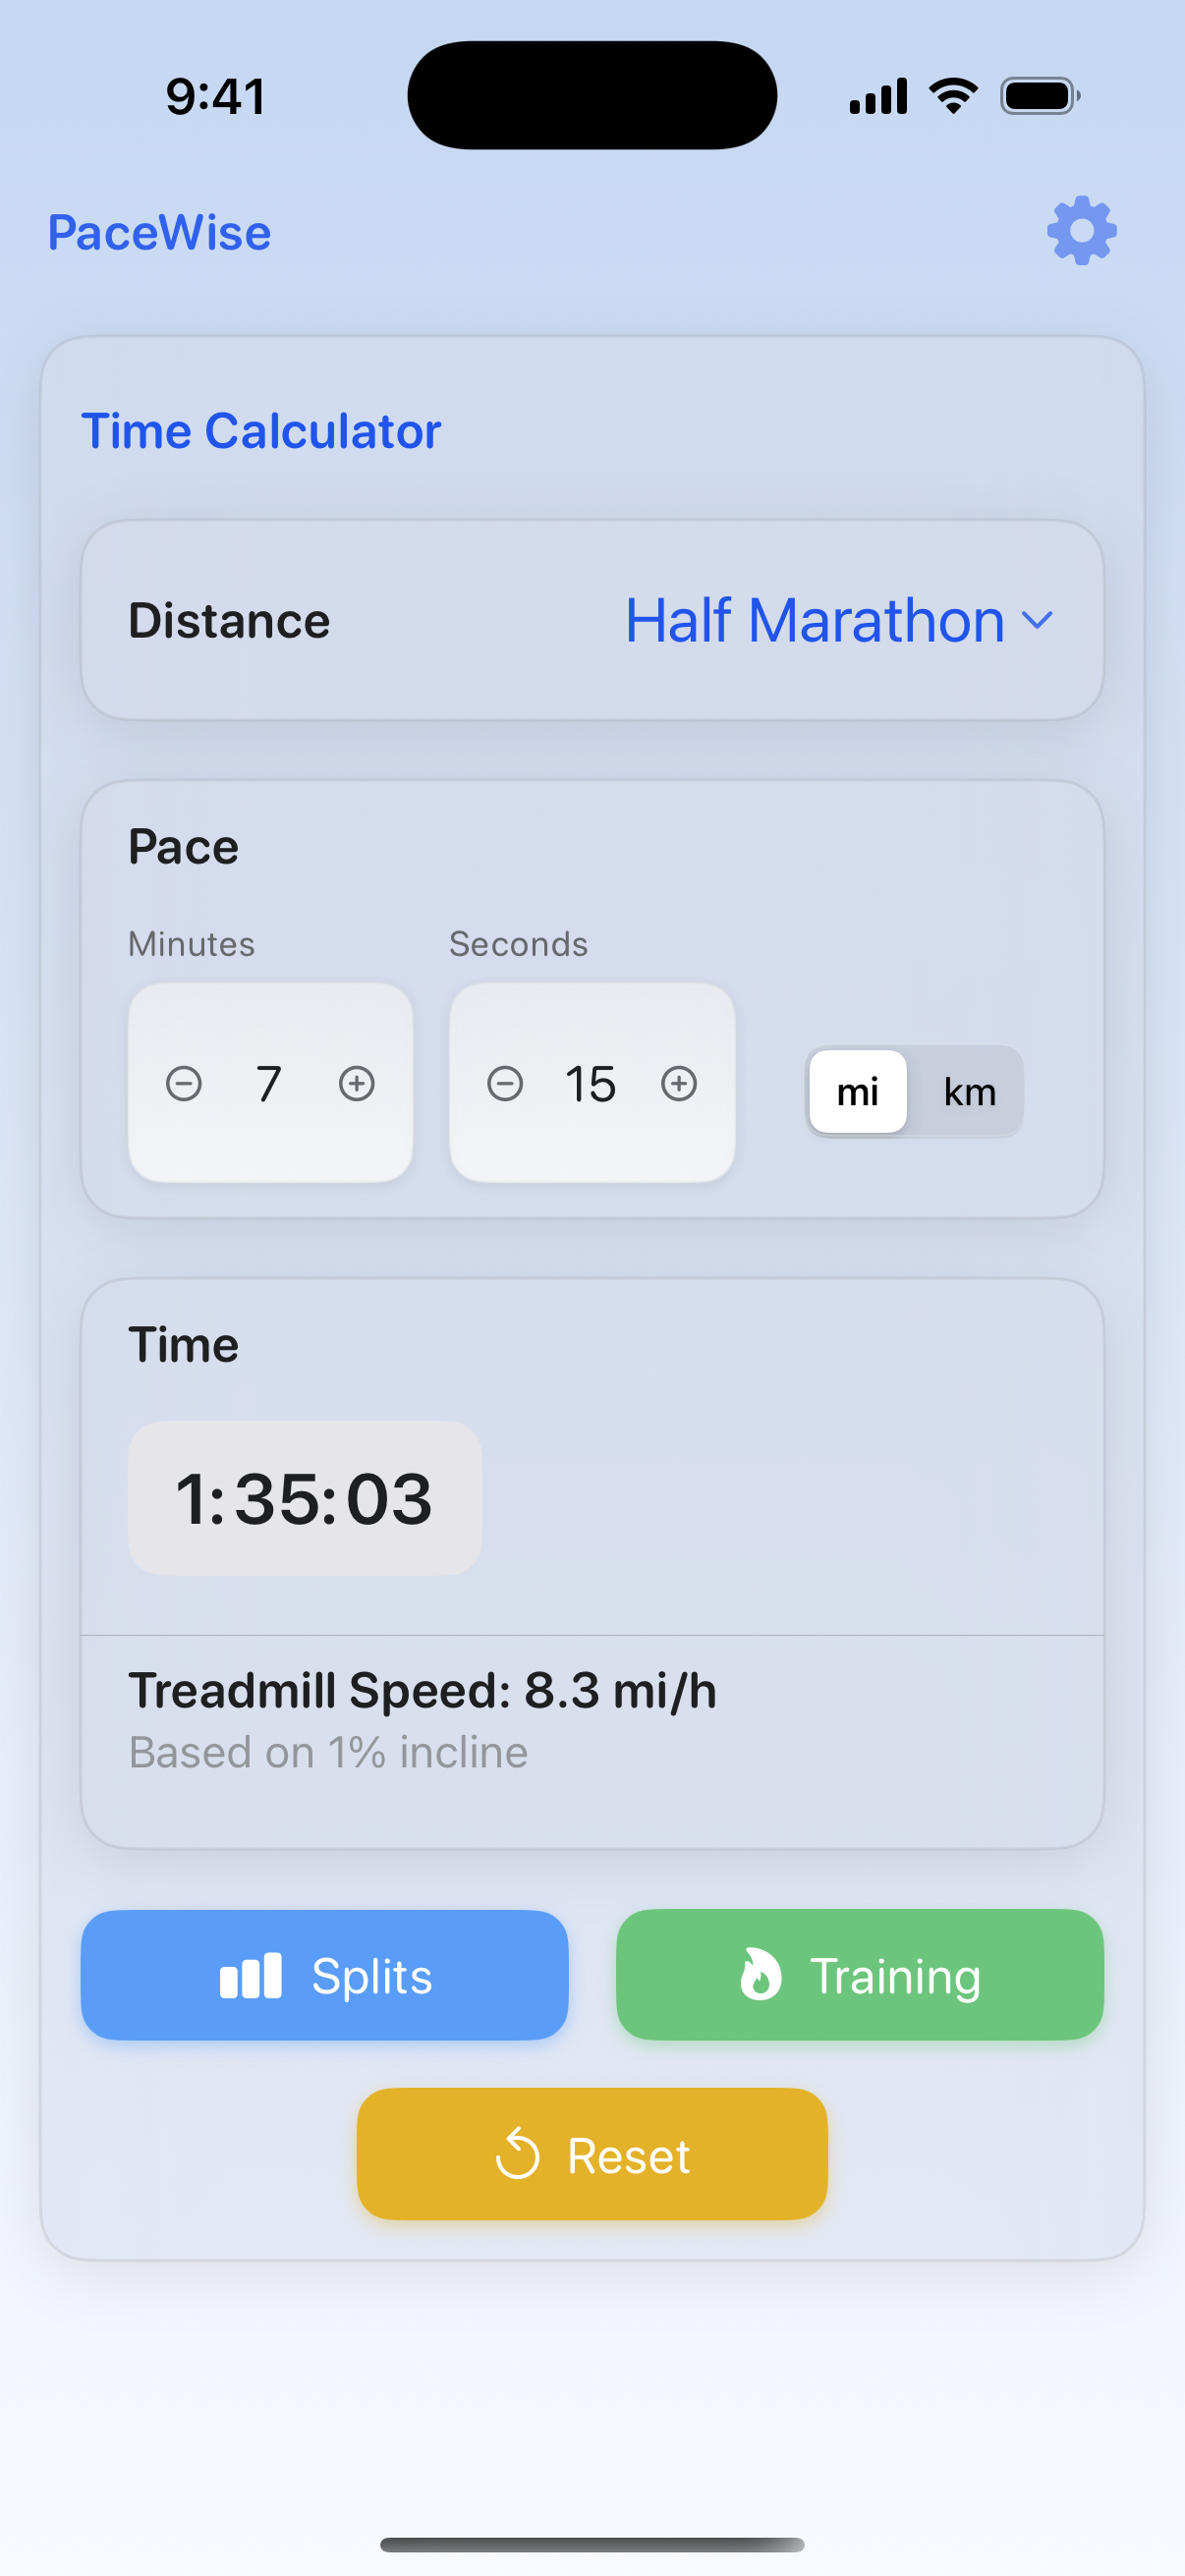 9:41
PaceWise
Time Calculator
Distance
Half Marathon
Pace
Minutes
Seconds
7
15
mi
km
Time
1:35:03
Treadmill Speed: 8.3 mi/h
Based on 1% incline
Splits
Training
Reset